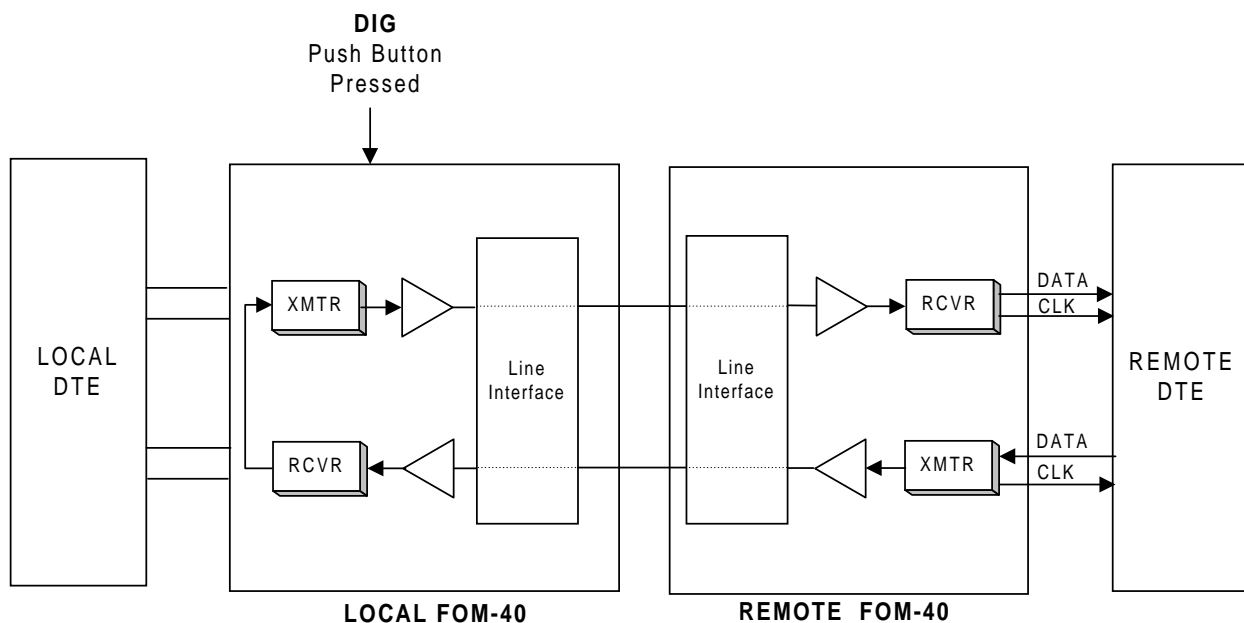 DIG
Push Button
Pressed
XMTR
RCVR
DATA
CLK
LOCAL
DTE
Line
Interface
Line
Interface
REMOTE
DTE
RCVR
XMTR
DATA
CLK
LOCAL FOM-40
REMOTE FOM-40